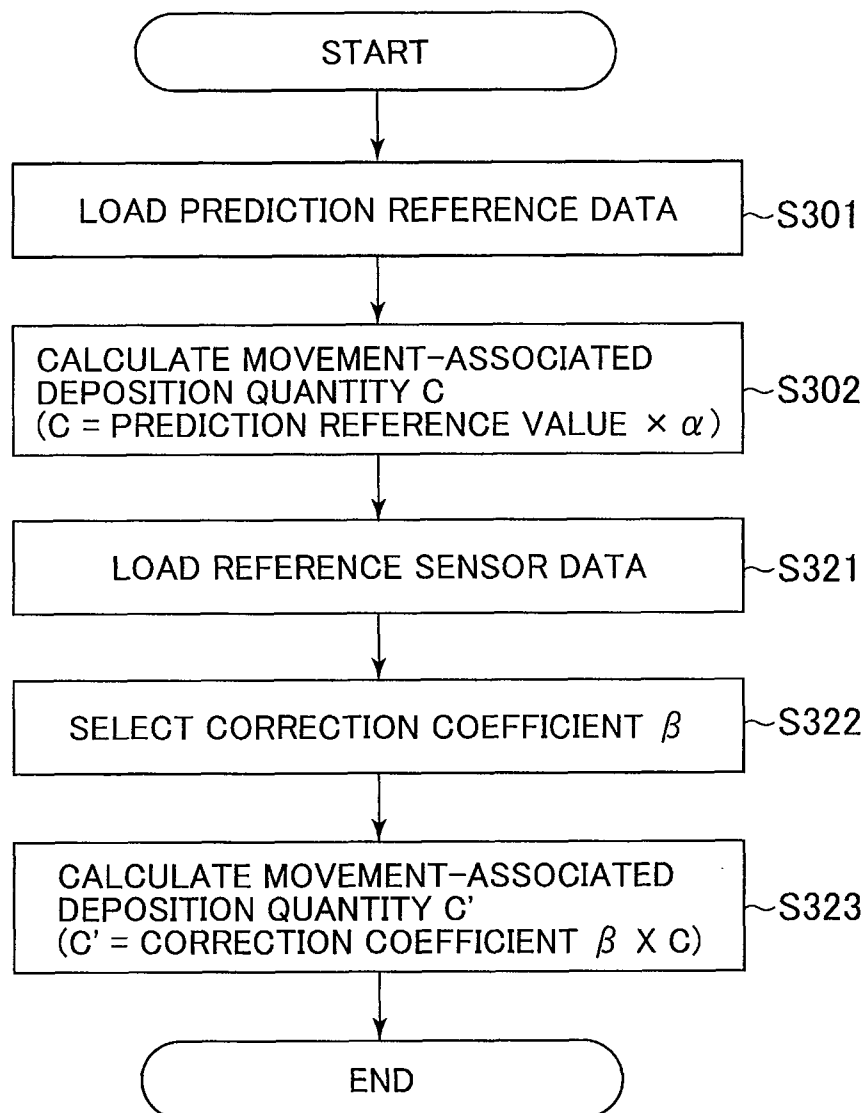 START
LOAD PREDICTION REFERENCE DATA
~S301
CALCULATE MOVEMENT-ASSOCIATED
DEPOSITION QUANTITY C
(C = PREDICTION REFERENCE VALUE × α)
~S302
LOAD REFERENCE SENSOR DATA
~S321
SELECT CORRECTION COEFFICIENT β
~S322
CALCULATE MOVEMENT-ASSOCIATED
DEPOSITION QUANTITY C'
(C' = CORRECTION COEFFICIENT β X C)
~S323
END